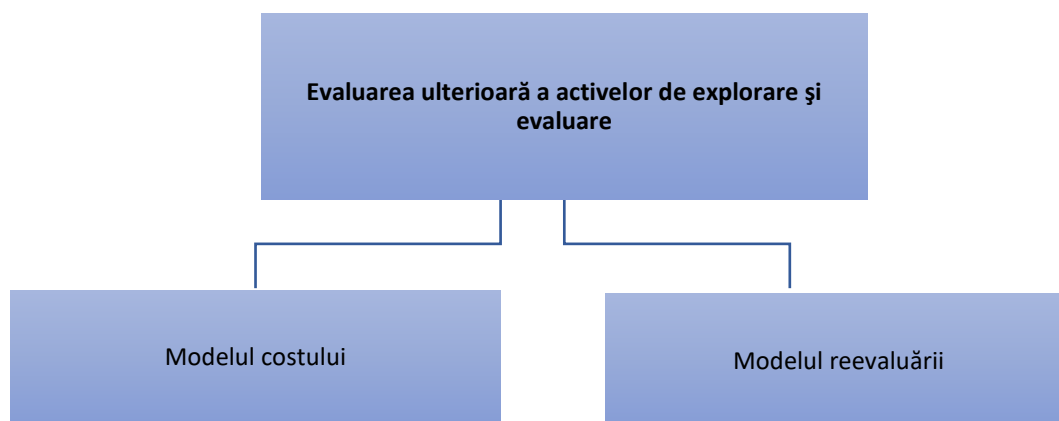 Evaluarea ulterioară a activelor de explorare şi
evaluare
Modelul costului
Modelul reevaluării